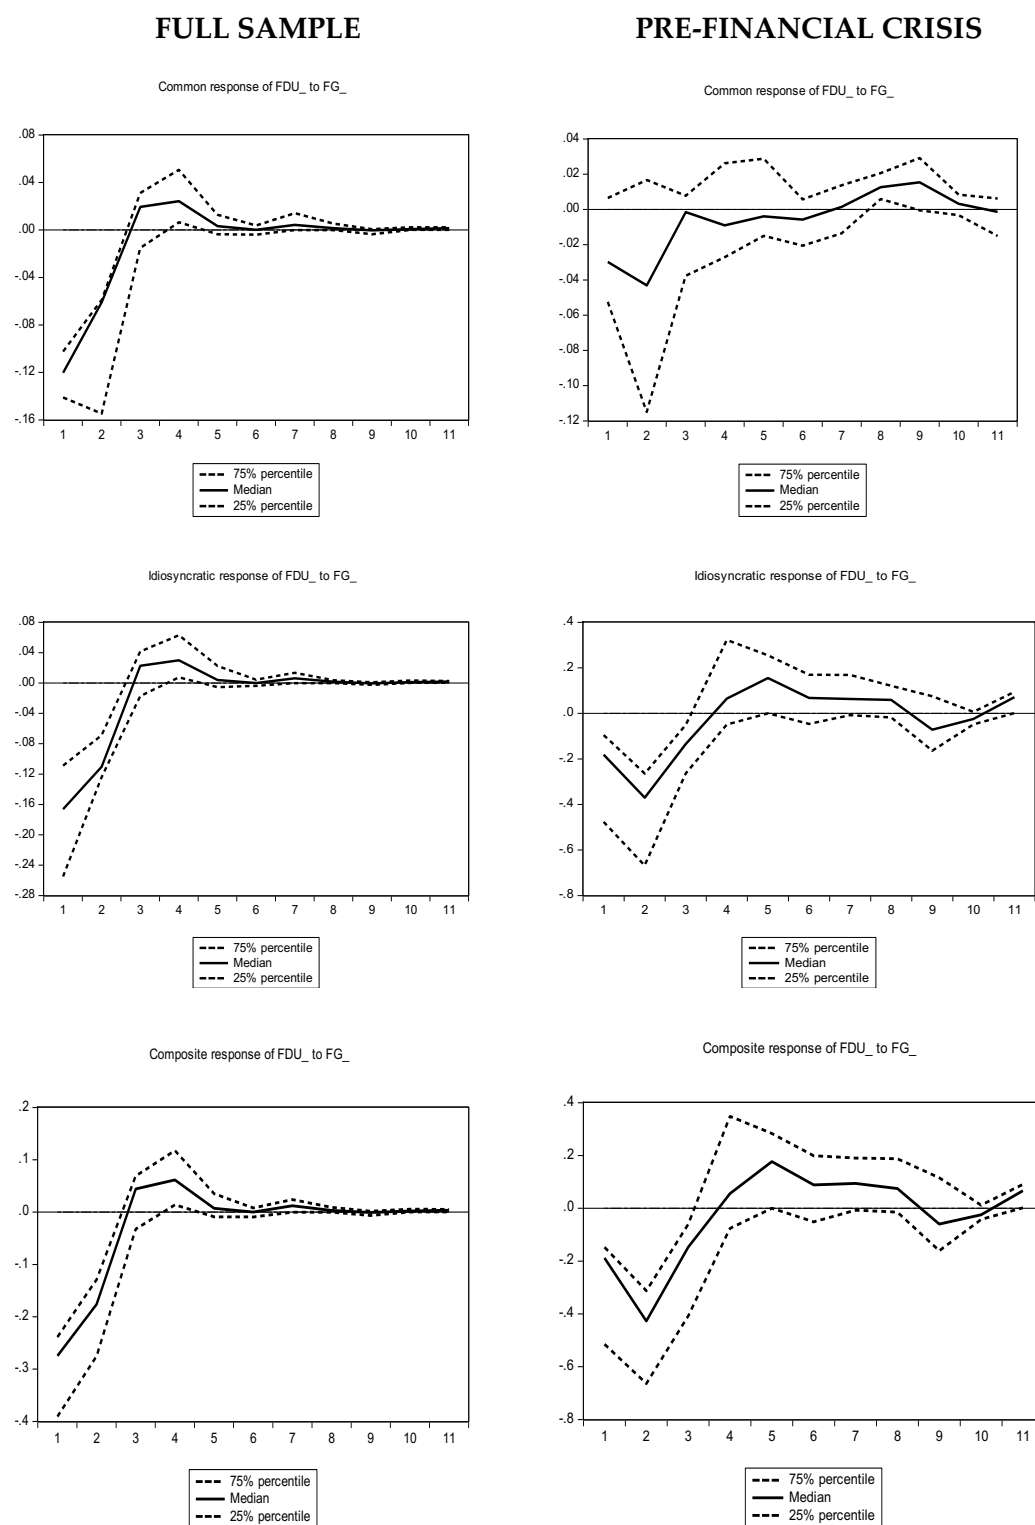 FULL SAMPLE
Common response of FDU_ to FG_
.08
.04
.00
-.04
-.08
-.12
-.16
1 2 3 4 5 6 7 8 9 10 11
75% percentile
Median
25% percentile
Idiosyncratic response of FDU_ to FG_
.08
.04
.00
-.04
-.08
-.12
-.16
-.20
-.24
-.28
1 2 3 4 5 6 7 8 9 10 11
75% percentile
Median
25% percentile
Composite response of FDU_ to FG_
.2
.1
.0
-.1
-.2
-.3
-.4
1 2 3 4 5 6 7 8 9 10 11
75% percentile
Median
25% percentile
PRE-FINANCIAL CRISIS
Common response of FDU_ to FG_
.04
.02
.00
-.02
-.04
-.06
-.08
-.10
-.12
1 2 3 4 5 6 7 8 9 10 11
75% percentile
Median
25% percentile
Idiosyncratic response of FDU_ to FG_
.4
.2
.0
-.2
-.4
-.6
-.8
1 2 3 4 5 6 7 8 9 10 11
75% percentile
Median
25% percentile
Composite response of FDU_ to FG_
.4
.2
.0
-.2
-.4
-.6
-.8
1 2 3 4 5 6 7 8 9 10 11
75% percentile
Median
25% percentile